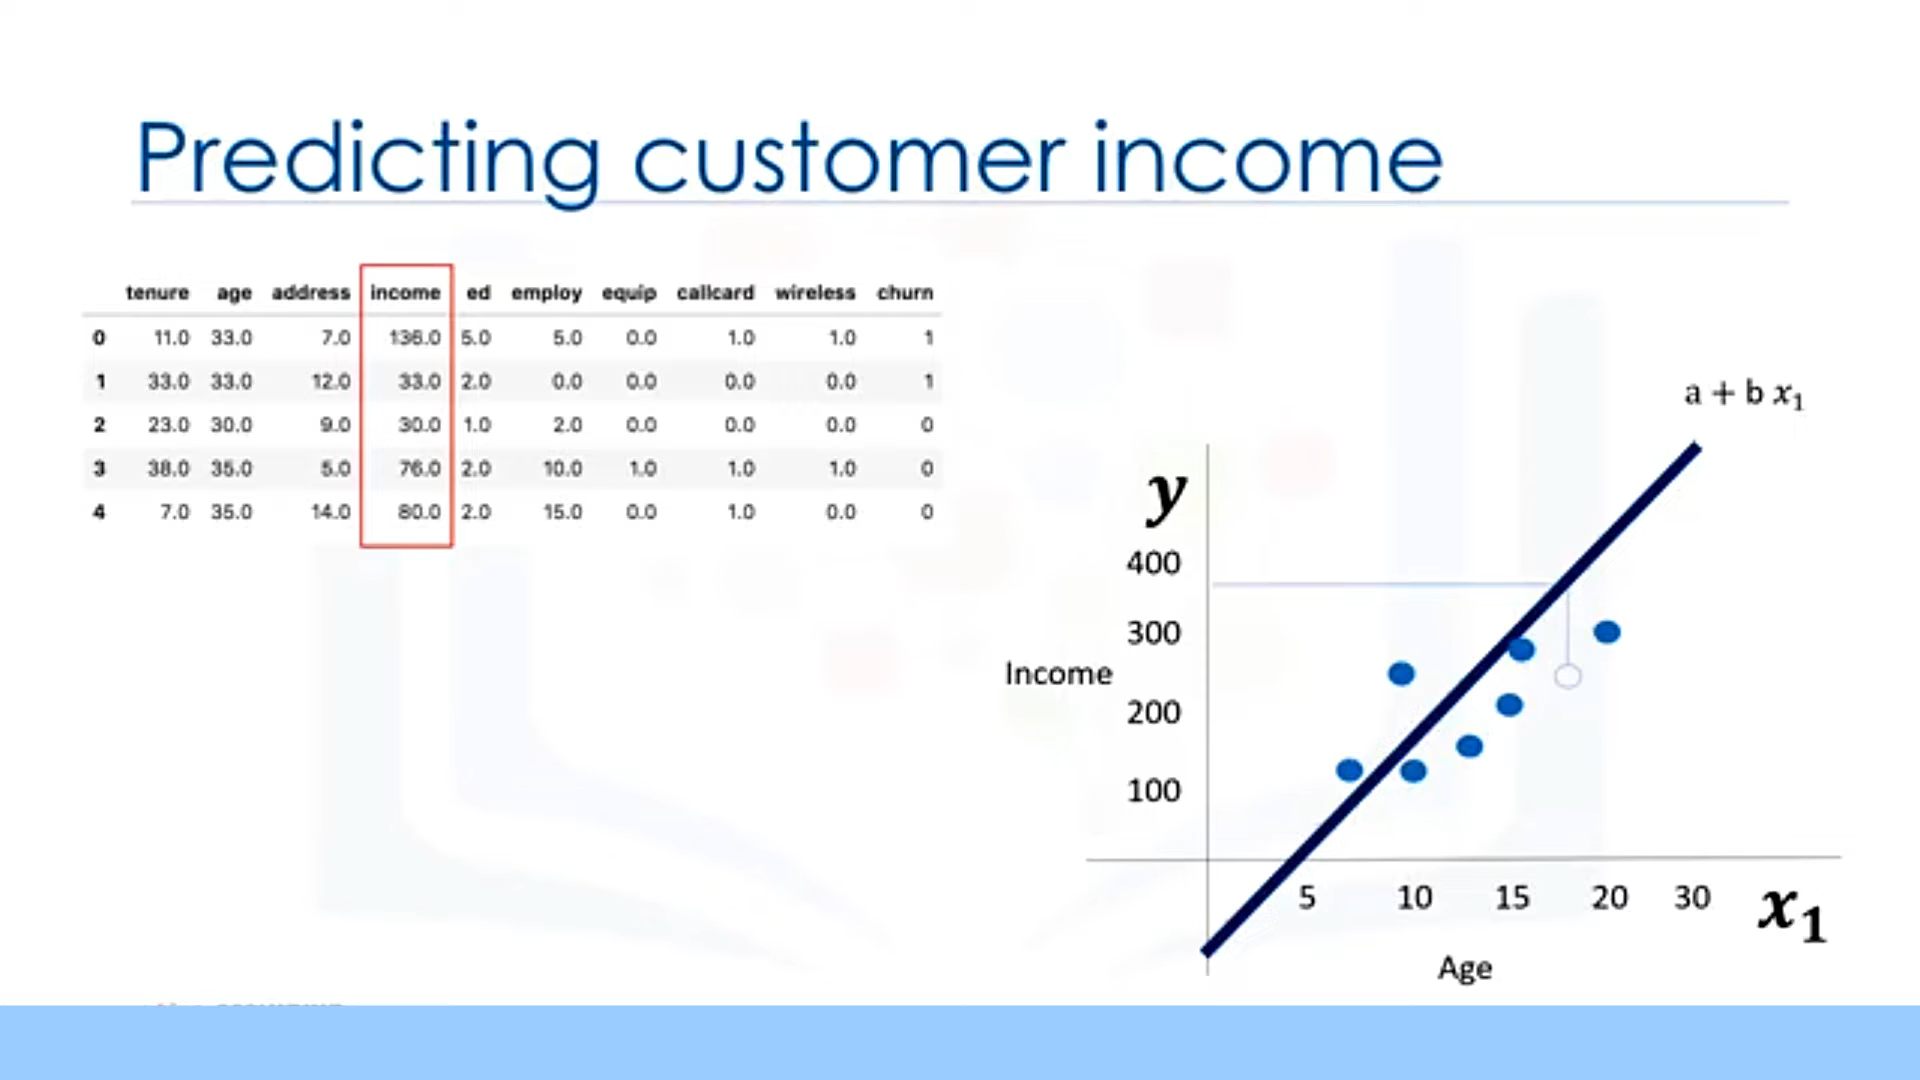 Predicting customer income
tenure age address income ed employ equip callcard wireless churn
0 11.0 33.0 7.0 136.0 5.0 5.0 0.0 1.0 1.0 1
1 33.0 33.0 12.0 33.0 2.0 0.0 0.0 0.0 0.0 1
2 23.0 30.0 9.0 30.0 1.0 2.0 0.0 0.0 0.0 0
3 38.0 35.0 5.0 76.0 2.0 10.0 1.0 1.0 1.0 0
4 7.0 35.0 14.0 80.0 2.0 15.0 0.0 1.0 0.0 0
a + b x₁
y
400
300
Income
200
100
5 10 15 20 30 x₁
Age